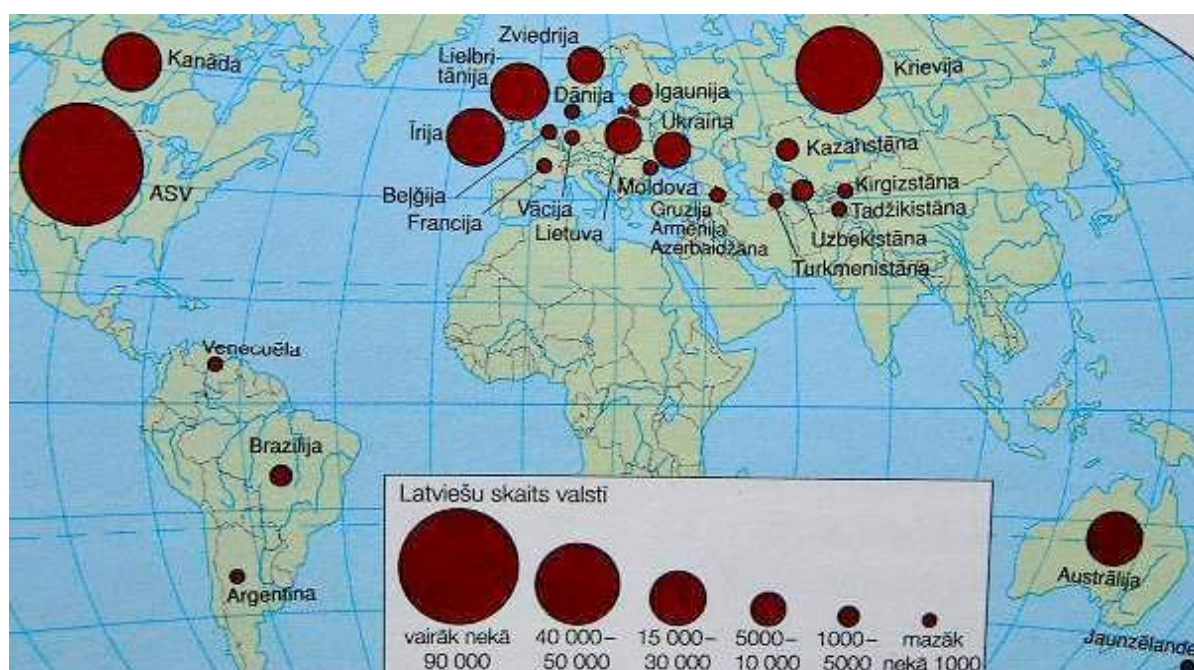 Kanāda
ASV
Zviedrija
Lielbri-
tānija
Dānija
Igaunija
Īrija
Ukraina
Krievija
Beļģija
Francija
Vācija
Lietuva
Moldova
Gruzija
Armēnija
Azerbaidžāna
Kazahstāna
Kirgizstāna
Tadžikistāna
Uzbekistāna
Turkmenistāna
Venecuēla
Brazīlija
Argentīna
Austrālija
Jaunzēlande
Latviešu skaits valstī
vairāk nekā
90 000
40 000–
50 000
15 000–
30 000
5000–
10 000
1000–
5000
mazāk
nekā 1000